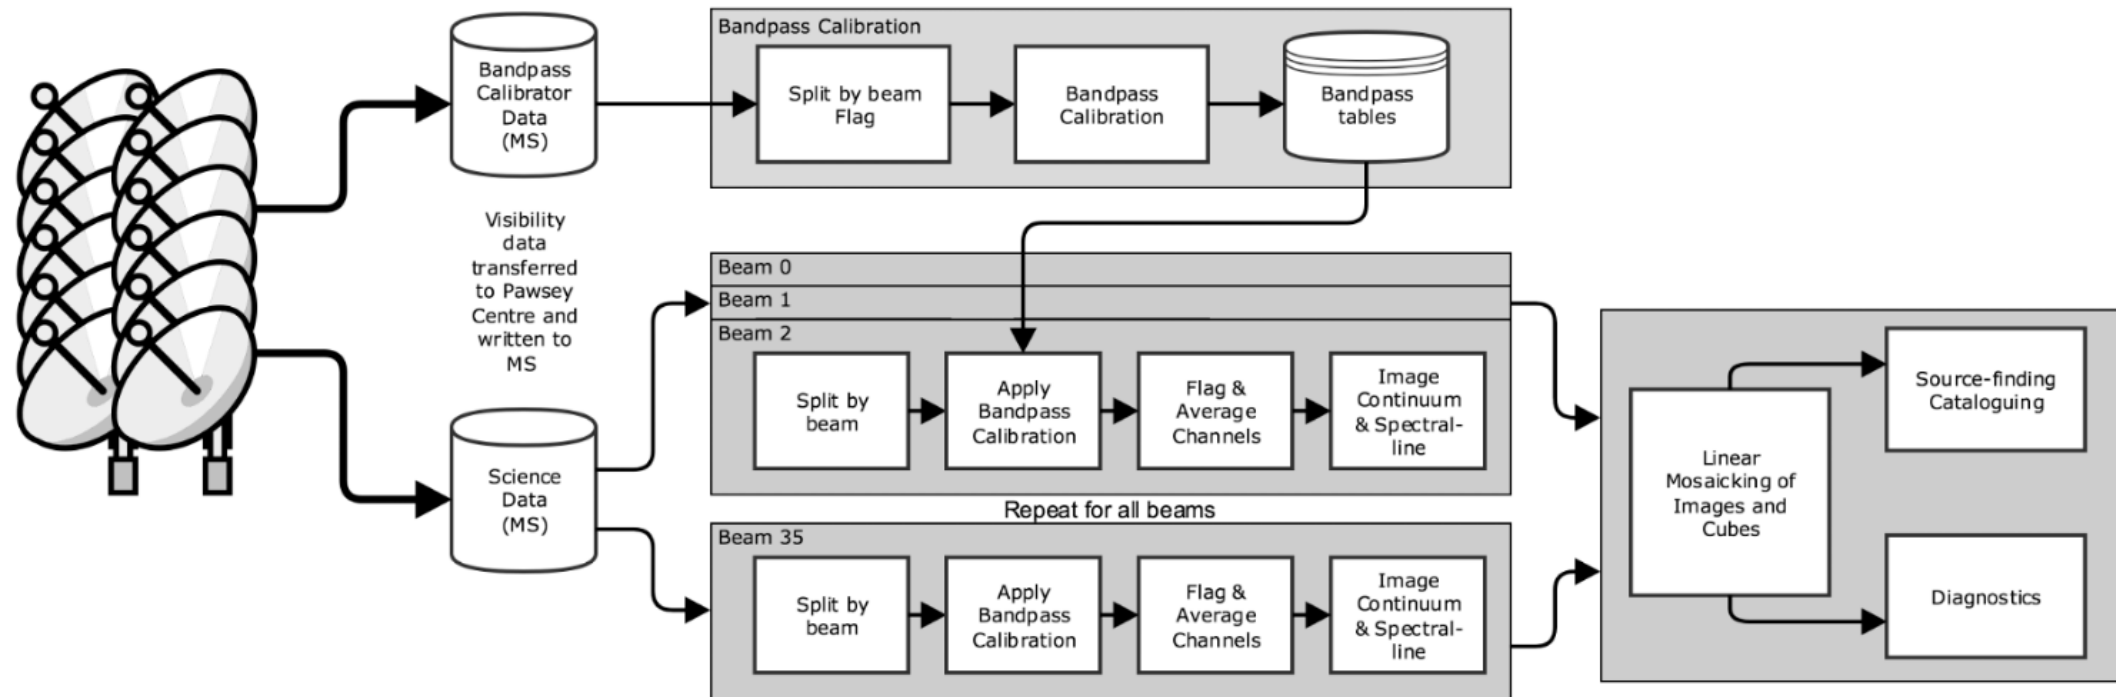 Bandpass
Calibrator
Data
(MS)
Bandpass Calibration
Split by beam
Flag
Bandpass
Calibration
Bandpass
tables
Visibility
data
transferred
to Pawsey
Centre and
written to
MS
Science
Data
(MS)
Beam 0
Beam 1
Beam 2
Split by
beam
Apply
Bandpass
Calibration
Flag &
Average
Channels
Image
Continuum
& Spectral-
line
Repeat for all beams
Beam 35
Split by
beam
Apply
Bandpass
Calibration
Flag &
Average
Channels
Image
Continuum
& Spectral-
line
Linear
Mosaicking of
Images and
Cubes
Source-finding
Cataloguing
Diagnostics